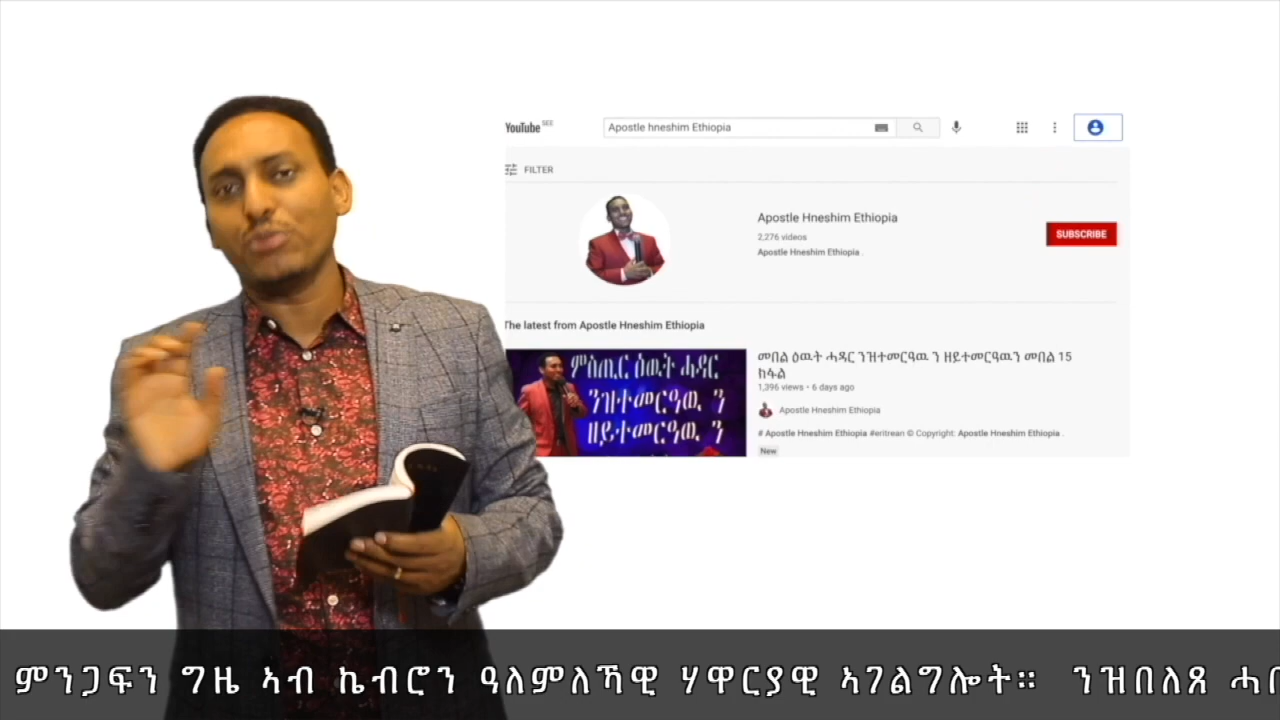 YouTube SEE
Apostle hneshim Ethiopia
FILTER
Apostle Hneshim Ethiopia
2,276 videos
Apostle Hneshim Ethiopia .
SUBSCRIBE
The latest from Apostle Hneshim Ethiopia
ምስጢር ዕዉት ሓዳር
ንዝተመርዓዉ ን
ዘይተመርዓዉ ን
መበል ዕዉት ሓዳር ንዝተመርዓዉ ን ዘይተመርዓዉን መበል 15
ክፋል
1,396 views • 6 days ago
Apostle Hneshim Ethiopia
# Apostle Hneshim Ethiopia #eritrean © Copyright: Apostle Hneshim Ethiopia .
New
ምንጋፍን ግዜ ኣብ ኬብሮን ዓለምለኻዊ ሃዋርያዊ ኣገልግሎት። ንዝበለጸ